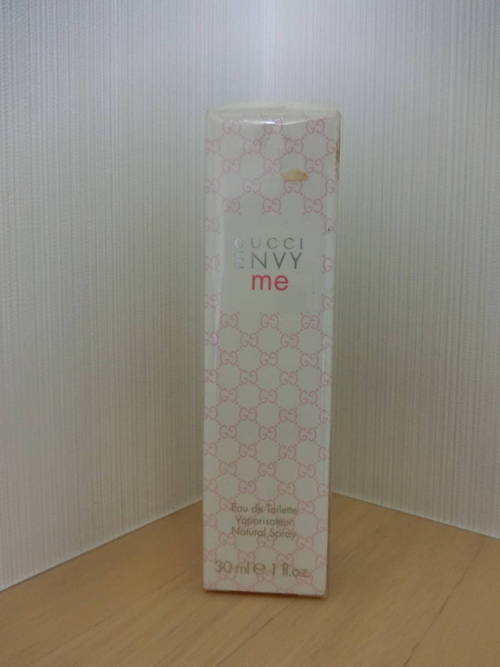 GUCCI
ENVY
me
Eau de Toilette
Vaporisateur
Natural Spray
30 ml e 1 fl.oz.